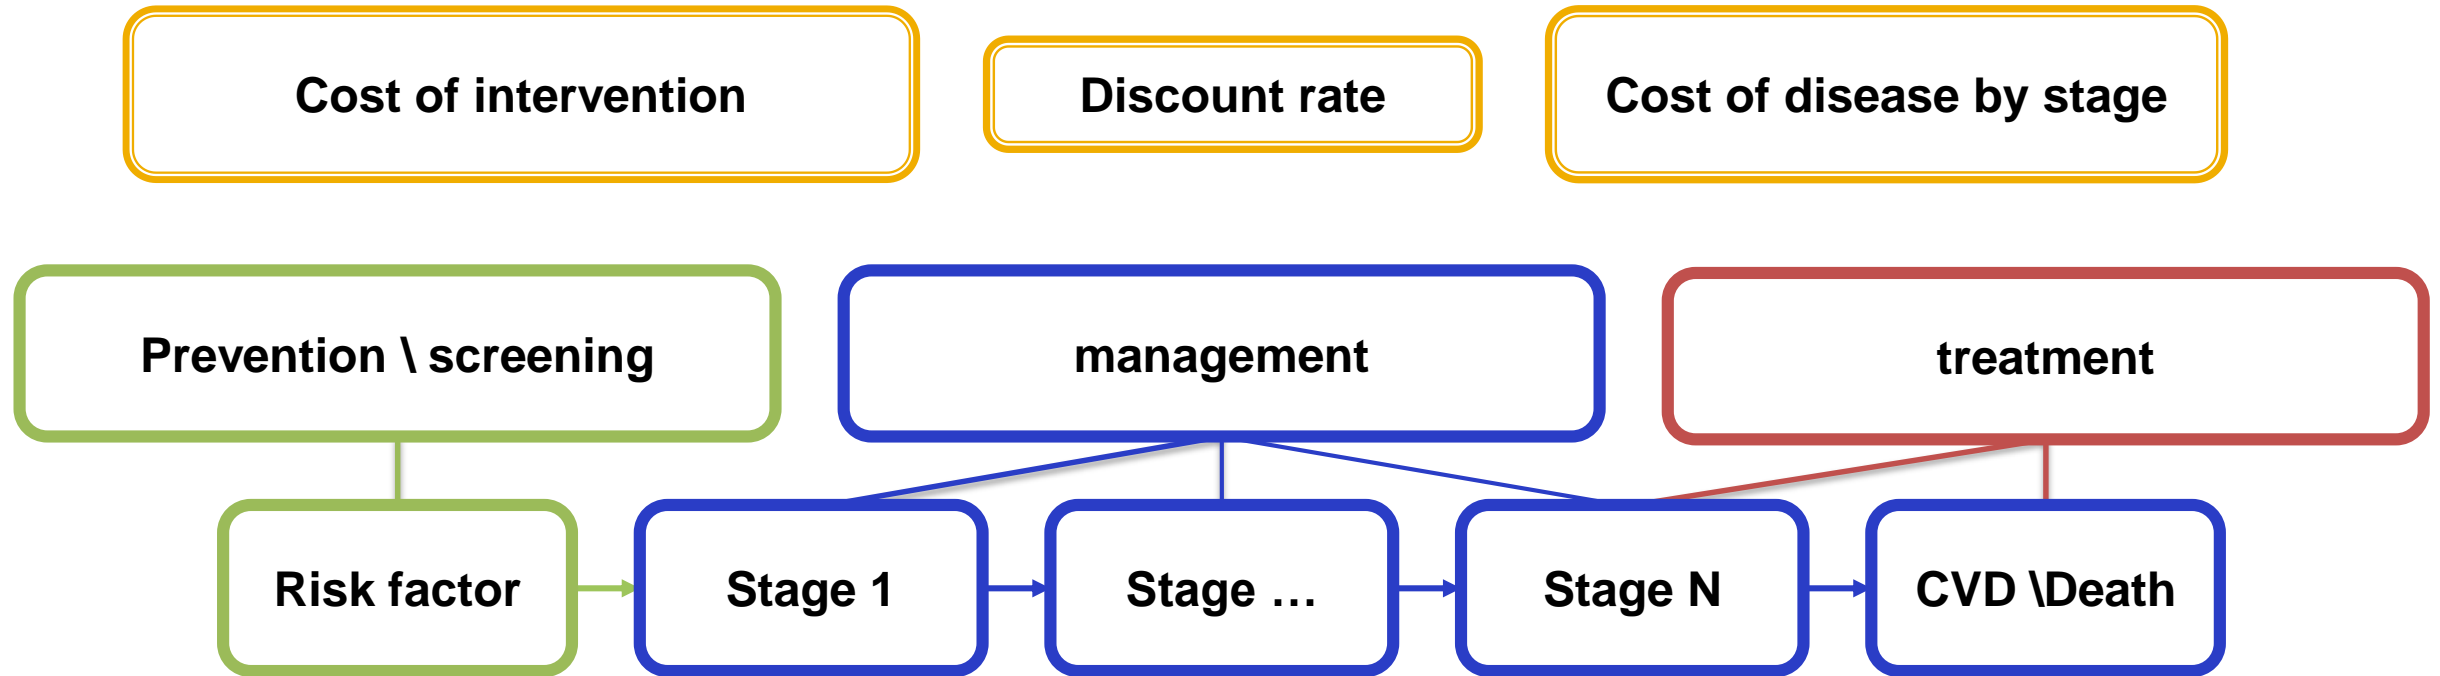 Cost of intervention
Discount rate
Cost of disease by stage
Prevention \ screening
management
treatment
Risk factor
Stage 1
Stage …
Stage N
CVD \Death